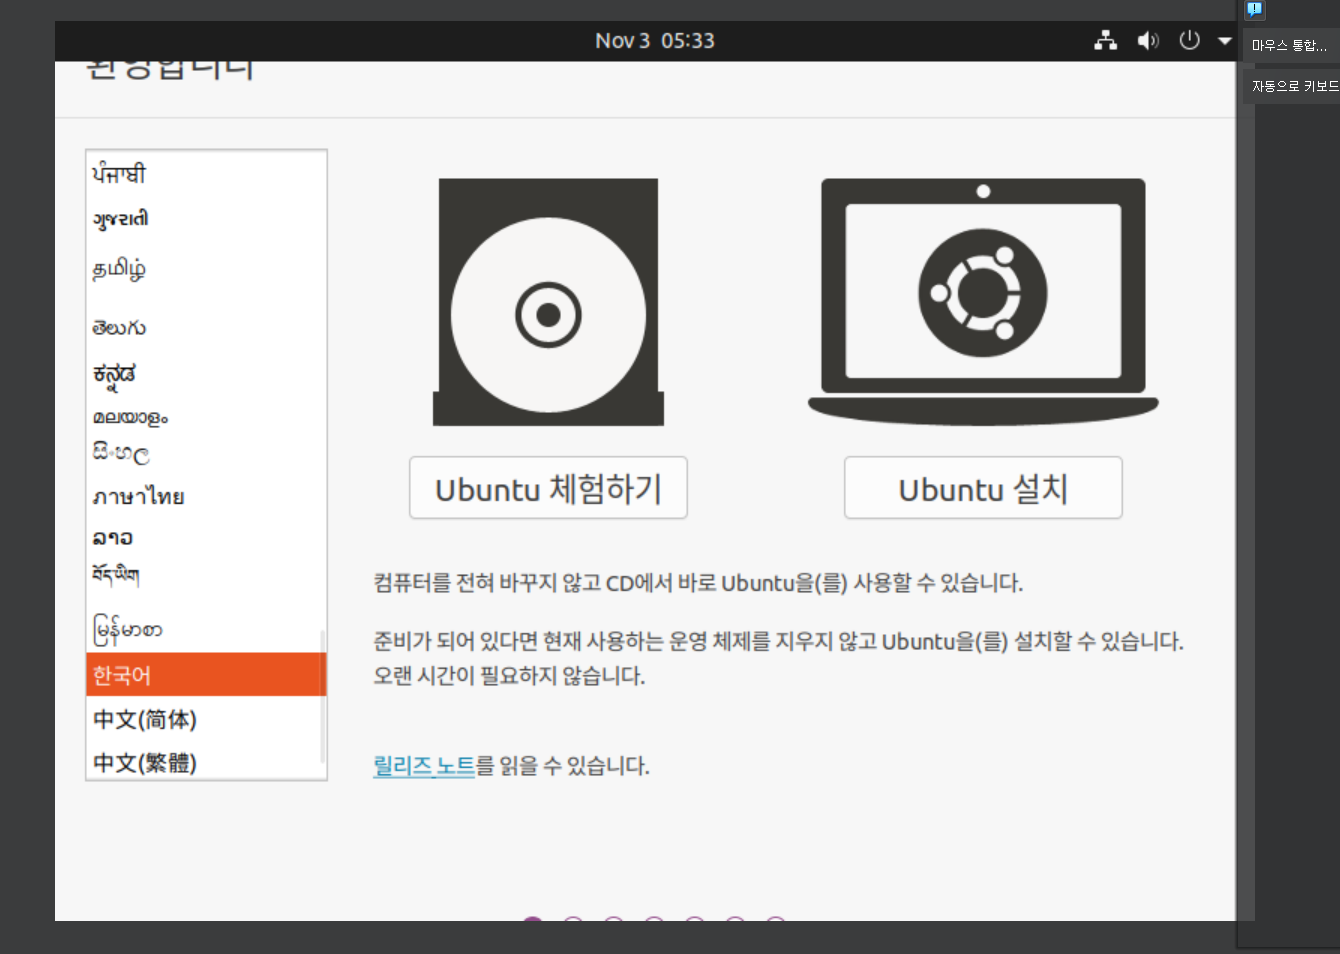 Nov 3 05:33
마우스 통합...
자동으로 키보드
환영합니다
ਪੰਜਾਬੀ
ગુજરાતી
தமிழ்
తెలుగు
ಕನ್ನಡ
മലയാളം
සිංහල
ภาษาไทย
ລາວ
བོད་ཡིག
မြန်မာစာ
한국어
中文(简体)
中文(繁體)
Ubuntu 체험하기
Ubuntu 설치
컴퓨터를 전혀 바꾸지 않고 CD에서 바로 Ubuntu을(를) 사용할 수 있습니다.
준비가 되어 있다면 현재 사용하는 운영 체제를 지우지 않고 Ubuntu을(를) 설치할 수 있습니다.
오랜 시간이 필요하지 않습니다.
릴리즈 노트를 읽을 수 있습니다.